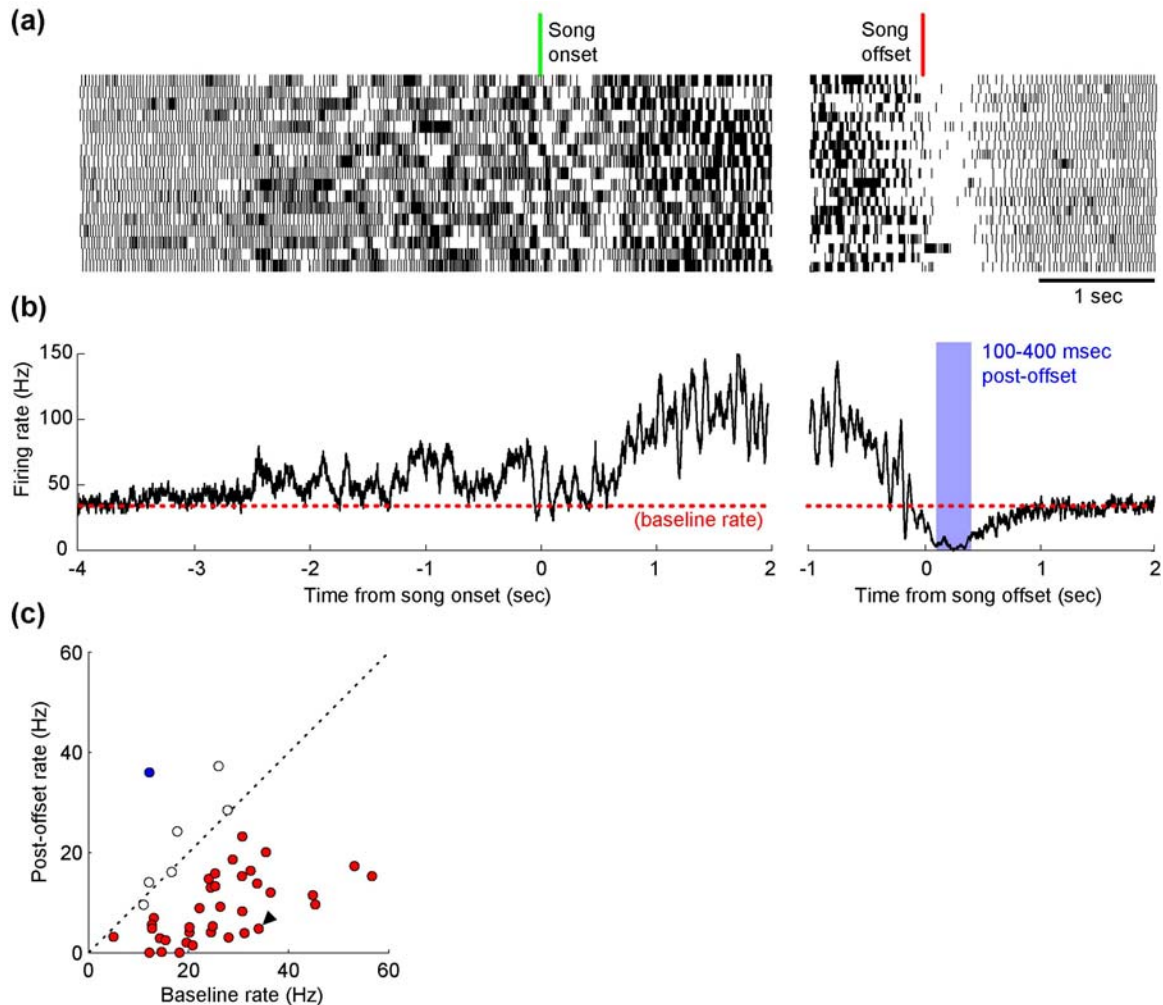 (a)
Song
onset
Song
offset
1 sec
(b)
Firing rate (Hz)
150
100
50
0
(baseline rate)
100-400 msec
post-offset
-4 -3 -2 -1 0 1 2
Time from song onset (sec)
-1 0 1 2
Time from song offset (sec)
(c)
Post-offset rate (Hz)
60
40
20
0
0 20 40 60
Baseline rate (Hz)